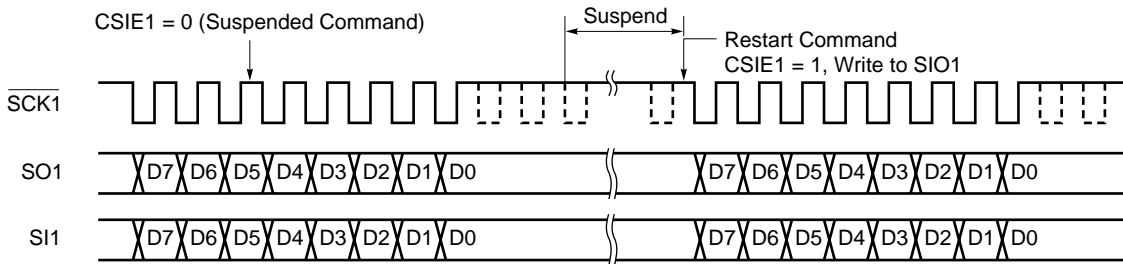 CSIE1 = 0 (Suspended Command)
Suspend
Restart Command
CSIE1 = 1, Write to SIO1
SCK1
SO1 D7 D6 D5 D4 D3 D2 D1 D0 D7 D6 D5 D4 D3 D2 D1 D0
SI1 D7 D6 D5 D4 D3 D2 D1 D0 D7 D6 D5 D4 D3 D2 D1 D0